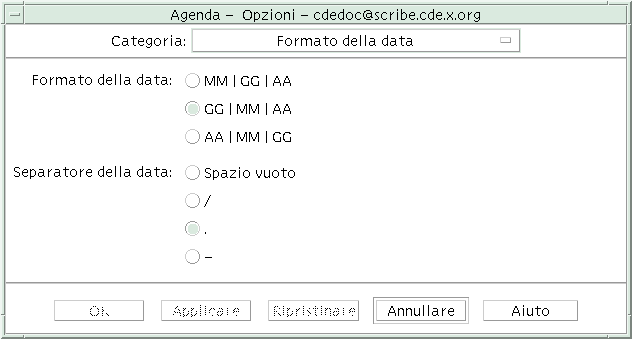 Agenda – Opzioni – cdedoc@scribe.cde.x.org
Categoria: Formato della data
Formato della data: MM | GG | AA
GG | MM | AA
AA | MM | GG
Separatore della data: Spazio vuoto
/
.
–
OK Applicare Ripristinare Annullare Aiuto